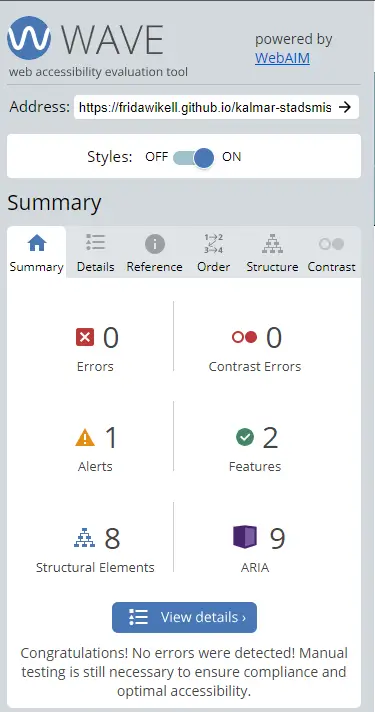 WAVE
web accessibility evaluation tool
powered by
WebAIM
Address: https://fridawikell.github.io/kalmar-stadsmis
Styles: OFF ON
Summary
Summary Details Reference Order Structure Contrast
0
Errors
0
Contrast Errors
1
Alerts
2
Features
8
Structural Elements
9
ARIA
View details ›
Congratulations! No errors were detected! Manual
testing is still necessary to ensure compliance and
optimal accessibility.